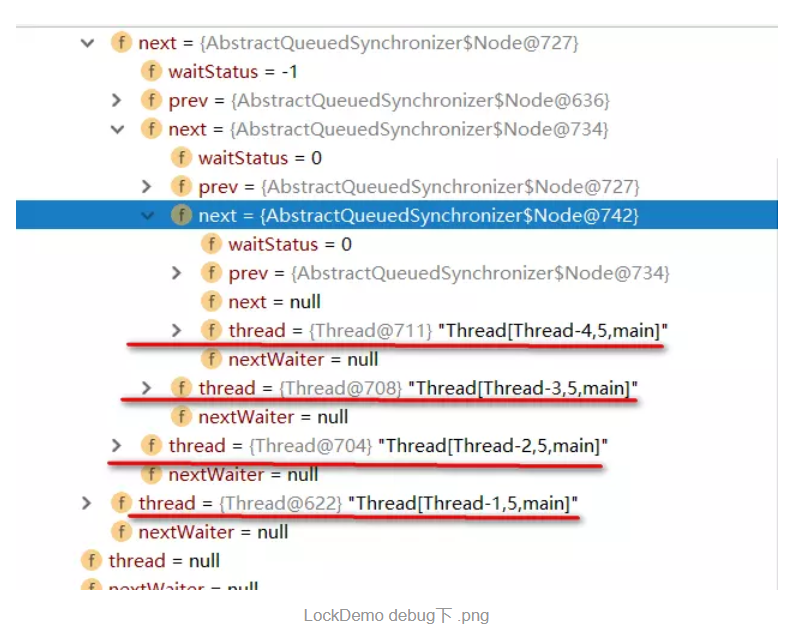 f next = {AbstractQueuedSynchronizer$Node@727}
f waitStatus = -1
f prev = {AbstractQueuedSynchronizer$Node@636}
f next = {AbstractQueuedSynchronizer$Node@734}
f waitStatus = 0
f prev = {AbstractQueuedSynchronizer$Node@727}
f next = {AbstractQueuedSynchronizer$Node@742}
f waitStatus = 0
f prev = {AbstractQueuedSynchronizer$Node@734}
f next = null
f thread = {Thread@711} "Thread[Thread-4,5,main]"
f nextWaiter = null
f thread = {Thread@708} "Thread[Thread-3,5,main]"
f nextWaiter = null
f thread = {Thread@704} "Thread[Thread-2,5,main]"
f nextWaiter = null
f thread = {Thread@622} "Thread[Thread-1,5,main]"
f nextWaiter = null
f thread = null
f nextWaiter = null
LockDemo debug下 .png